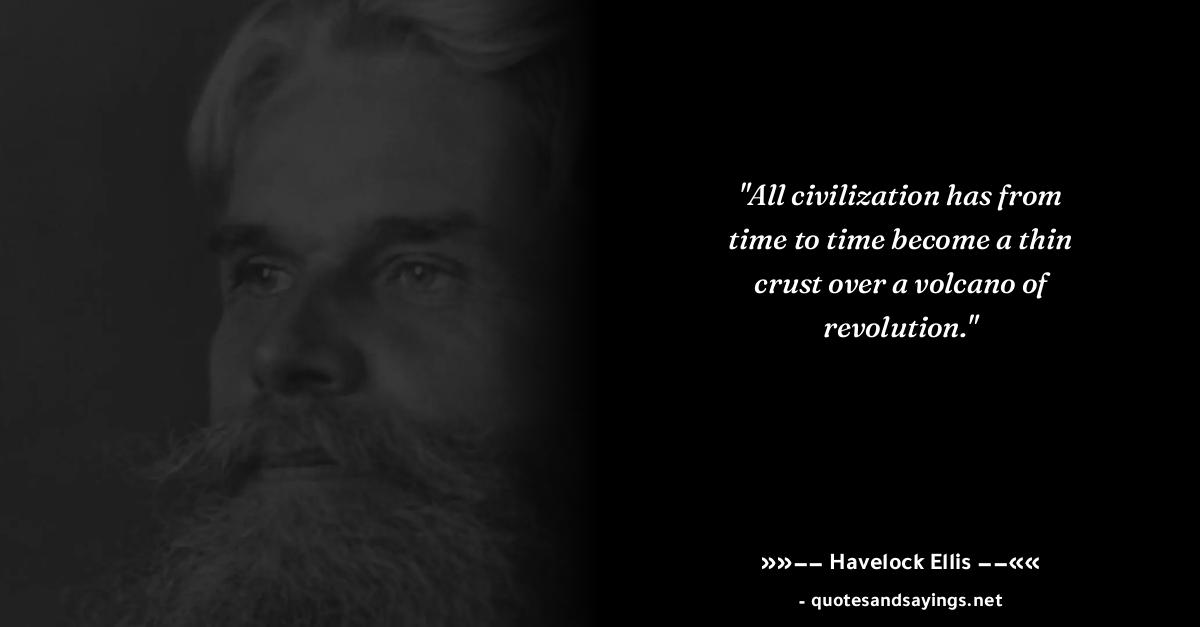 "All civilization has from
time to time become a thin
crust over a volcano of
revolution."
»»−− Havelock Ellis −−««
- quotesandsayings.net